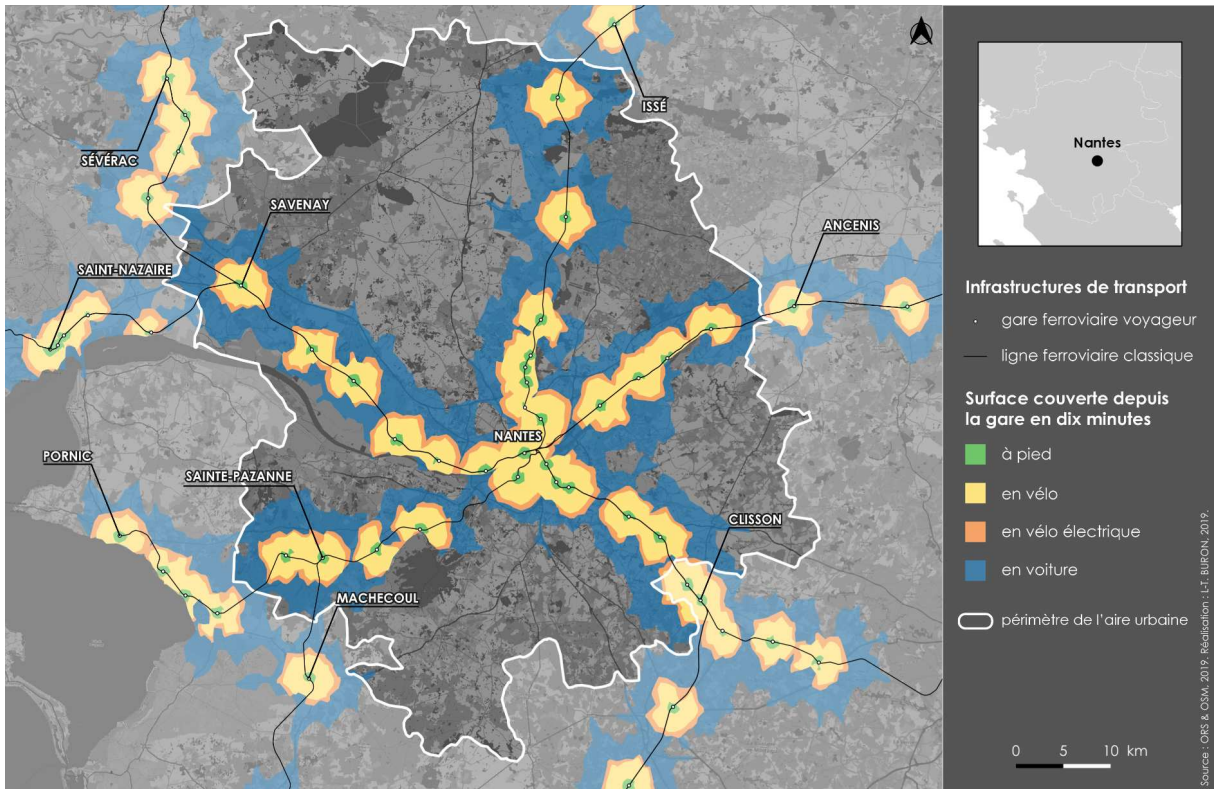 ISSÉ
SÉVÉRAC
SAVENAY
ANCENIS
SAINT-NAZAIRE
NANTES
PORNIC
SAINTE-PAZANNE
CLISSON
MACHECOUL
Nantes
Infrastructures de transport
gare ferroviaire voyageur
ligne ferroviaire classique
Surface couverte depuis
la gare en dix minutes
à pied
en vélo
en vélo électrique
en voiture
périmètre de l'aire urbaine
0 5 10 km
Source : ORS & OSM, 2019. Réalisation : L-T. BURON, 2019.